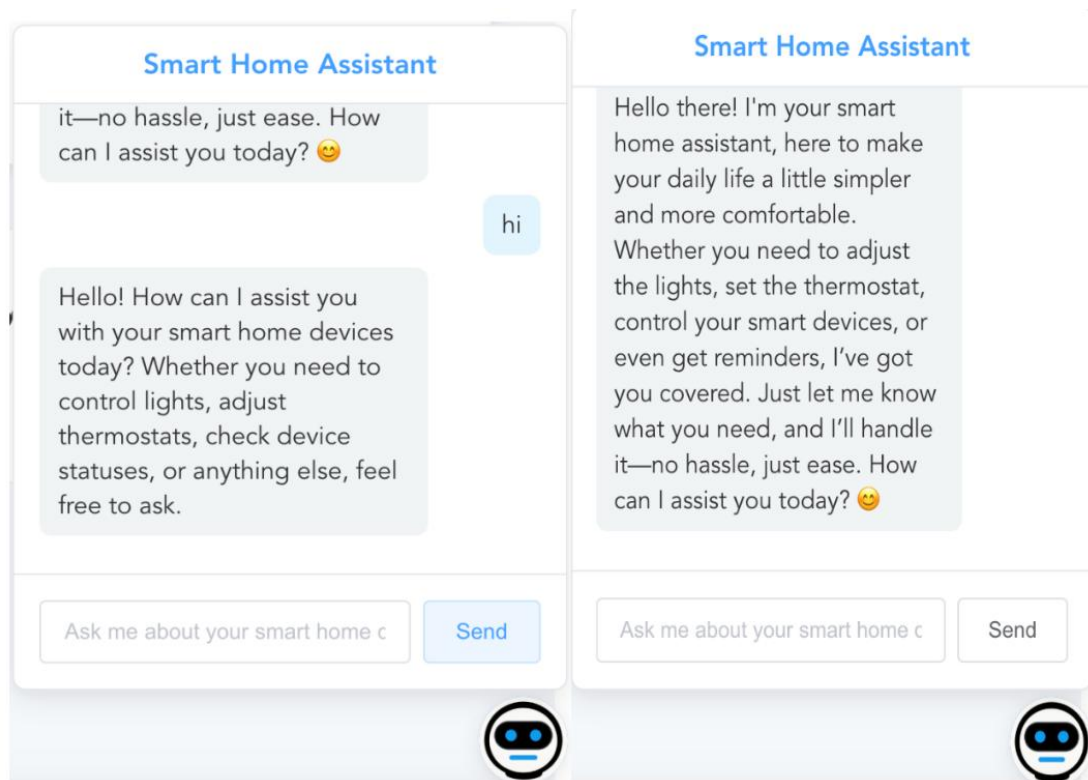 Smart Home Assistant
it—no hassle, just ease. How
can I assist you today? 😊
hi
Hello! How can I assist you
with your smart home devices
today? Whether you need to
control lights, adjust
thermostats, check device
statuses, or anything else, feel
free to ask.
Ask me about your smart home c
Send
Smart Home Assistant
Hello there! I'm your smart
home assistant, here to make
your daily life a little simpler
and more comfortable.
Whether you need to adjust
the lights, set the thermostat,
control your smart devices, or
even get reminders, I’ve got
you covered. Just let me know
what you need, and I’ll handle
it—no hassle, just ease. How
can I assist you today? 😊
Ask me about your smart home c
Send